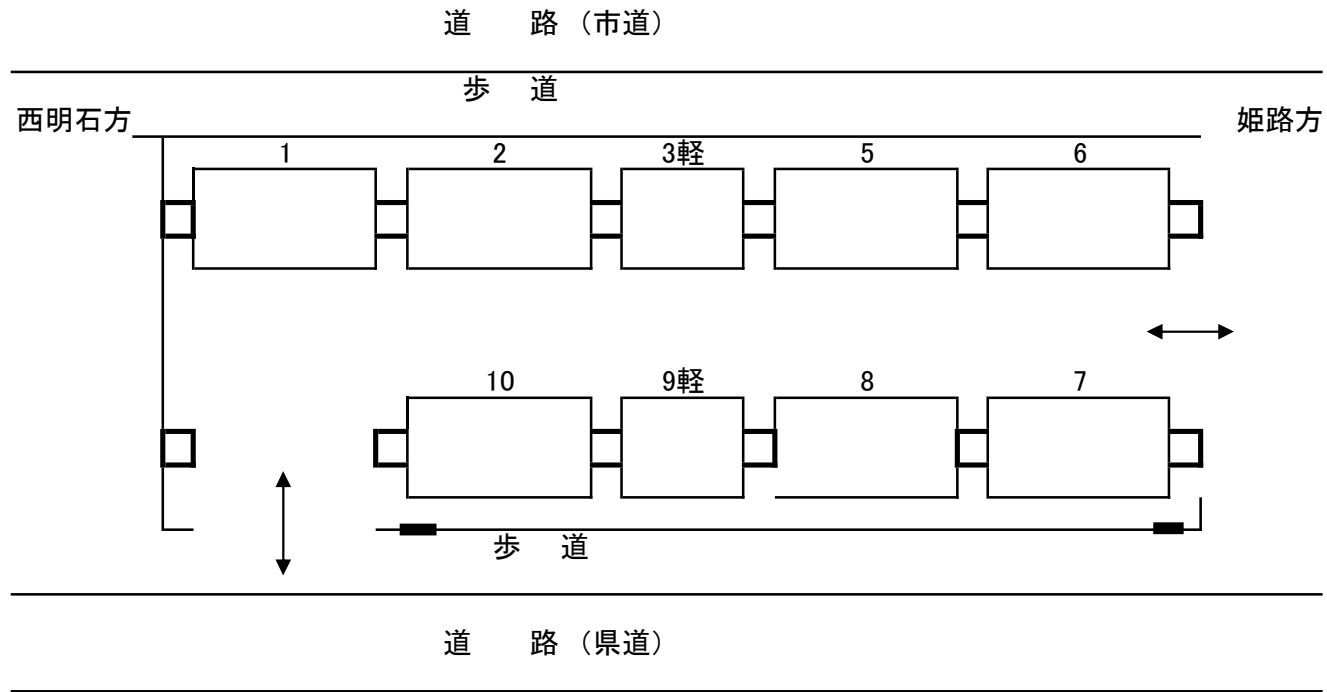 道 路 （市道）
歩 道
西明石方
姫路方
1 2 3軽 5 6
10 9軽 8 7
歩 道
道 路 （県道）